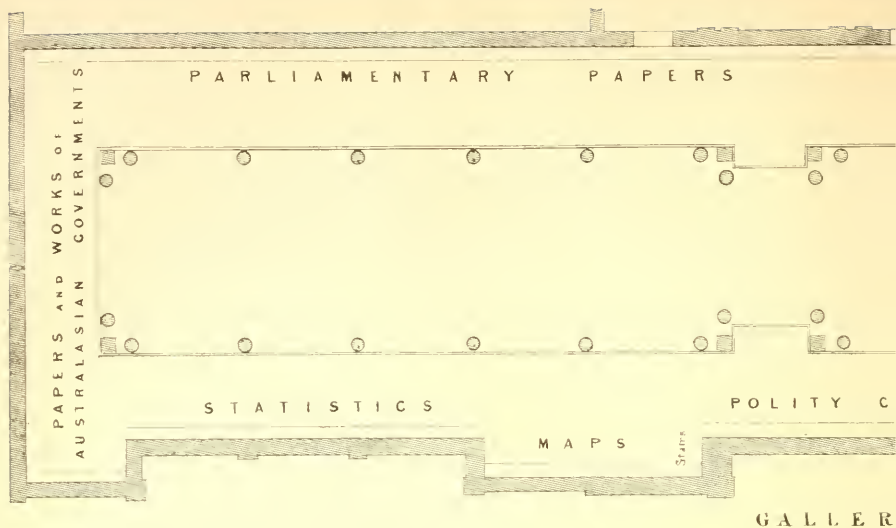 PARLIAMENTARY PAPERS
PAPERS AND WORKS OF
AUSTRALASIAN GOVERNMENTS
STATISTICS
POLITY C
MAPS
Stairs
GALLER